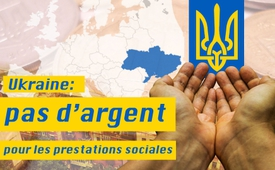 Ukraine:
pas d’argent
pour les prestations sociales